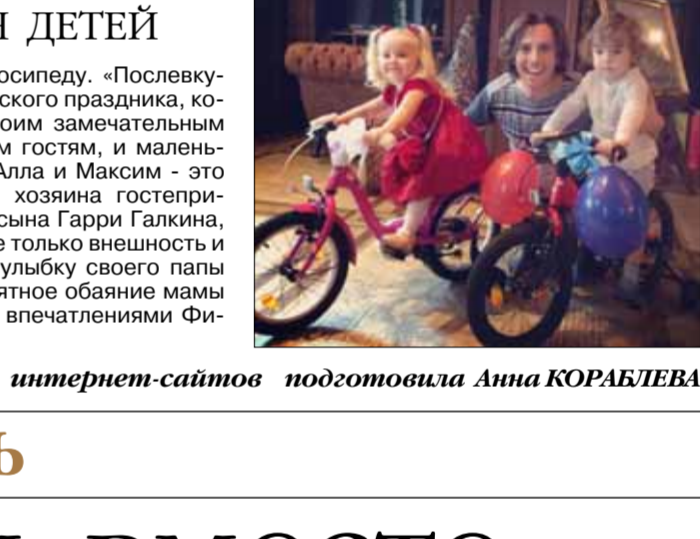 Н ДЕТЕЙ
осипеду. «Послевку-
ского праздника, ко-
оим замечательным
м гостям, и малень-
Алла и Максим - это
хозяина гостепри-
сына Гарри Галкина,
е только внешность и
улыбку своего папы
ятное обаяние мамы
впечатлениями Фи-
интернет-сайтов подготовила Анна КОРАБЛЕВА
Ь